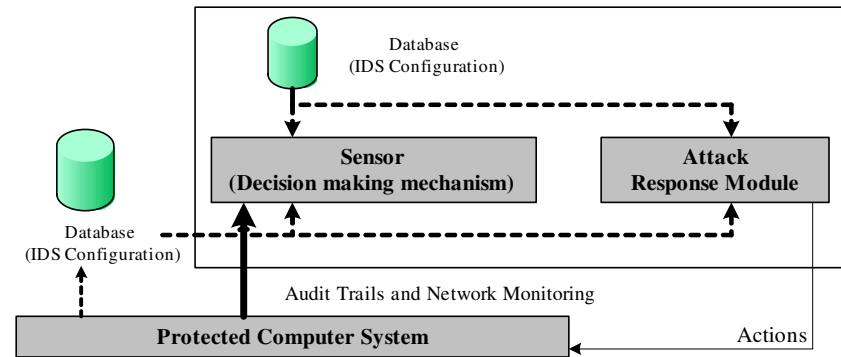 Database
(IDS Configuration)
Sensor
(Decision making mechanism)
Attack
Response Module
Database
(IDS Configuration)
Audit Trails and Network Monitoring
Protected Computer System
Actions